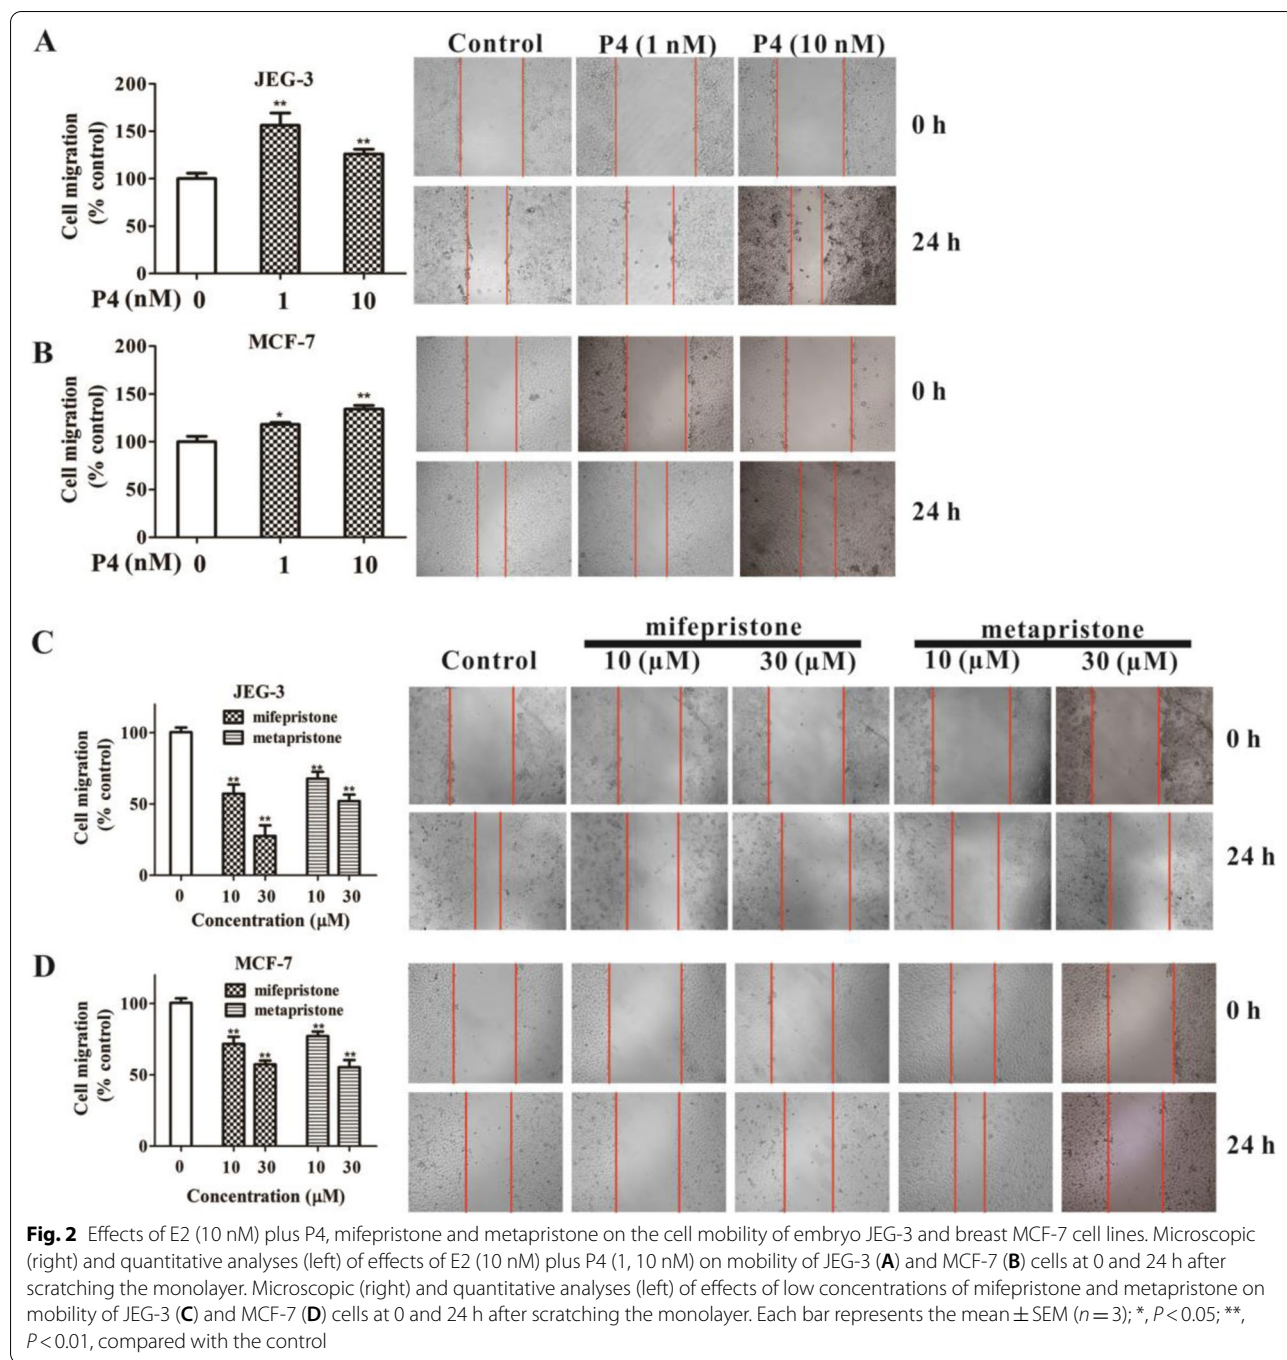 A
Control P4 (1 nM) P4 (10 nM)
JEG-3
Cell migration
(% control)
200
150
100
50
0
**
**
P4 (nM) 0 1 10
0 h
24 h
B
MCF-7
Cell migration
(% control)
200
150
100
50
0
*
**
P4 (nM) 0 1 10
0 h
24 h
C
mifepristone metapristone
Control 10 (μM) 30 (μM) 10 (μM) 30 (μM)
JEG-3
mifepristone
metapristone
Cell migration
(% control)
100
50
0
**
**
**
**
0 10 30 10 30
Concentration (μM)
0 h
24 h
D
MCF-7
mifepristone
metapristone
Cell migration
(% control)
100
50
0
**
**
**
**
0 10 30 10 30
Concentration (μM)
0 h
24 h
Fig. 2 Effects of E2 (10 nM) plus P4, mifepristone and metapristone on the cell mobility of embryo JEG-3 and breast MCF-7 cell lines. Microscopic
(right) and quantitative analyses (left) of effects of E2 (10 nM) plus P4 (1, 10 nM) on mobility of JEG-3 (A) and MCF-7 (B) cells at 0 and 24 h after
scratching the monolayer. Microscopic (right) and quantitative analyses (left) of effects of low concentrations of mifepristone and metapristone on
mobility of JEG-3 (C) and MCF-7 (D) cells at 0 and 24 h after scratching the monolayer. Each bar represents the mean ± SEM (n = 3); *, P < 0.05; **,
P < 0.01, compared with the control